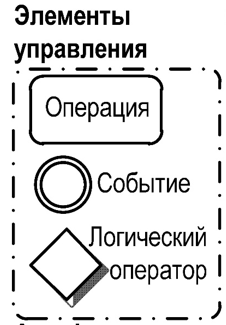 Элементы
управления
Операция
Событие
Логический
оператор